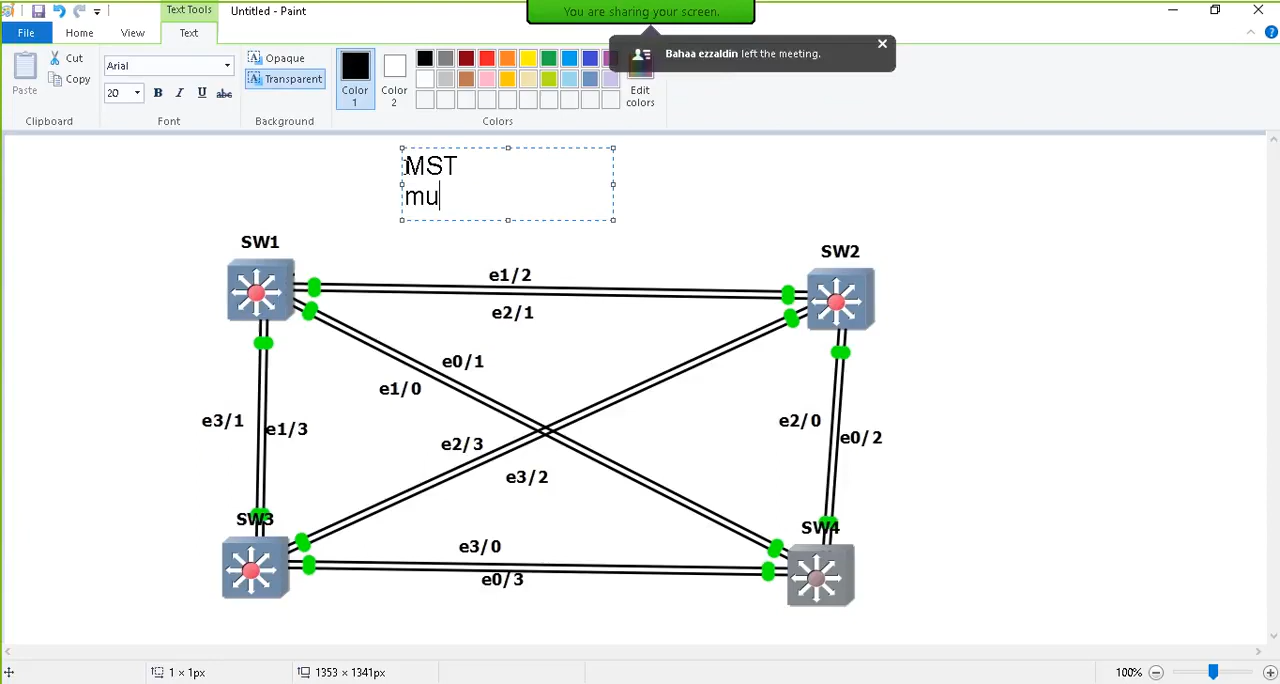 Text Tools
Untitled - Paint
You are sharing your screen.
File
Home
View
Text
Bahaa ezzaldin left the meeting.
Paste
Cut
Copy
Clipboard
Arial
20
B
I
U
abc
Font
Opaque
Transparent
Background
Color 1
Color 2
Edit colors
Colors
MST
mu
SW1
SW2
e1/2
e2/1
e0/1
e1/0
e3/1
e1/3
e2/0
e0/2
e2/3
e3/2
SW3
SW4
e3/0
e0/3
1 × 1px
1353 × 1341px
100%